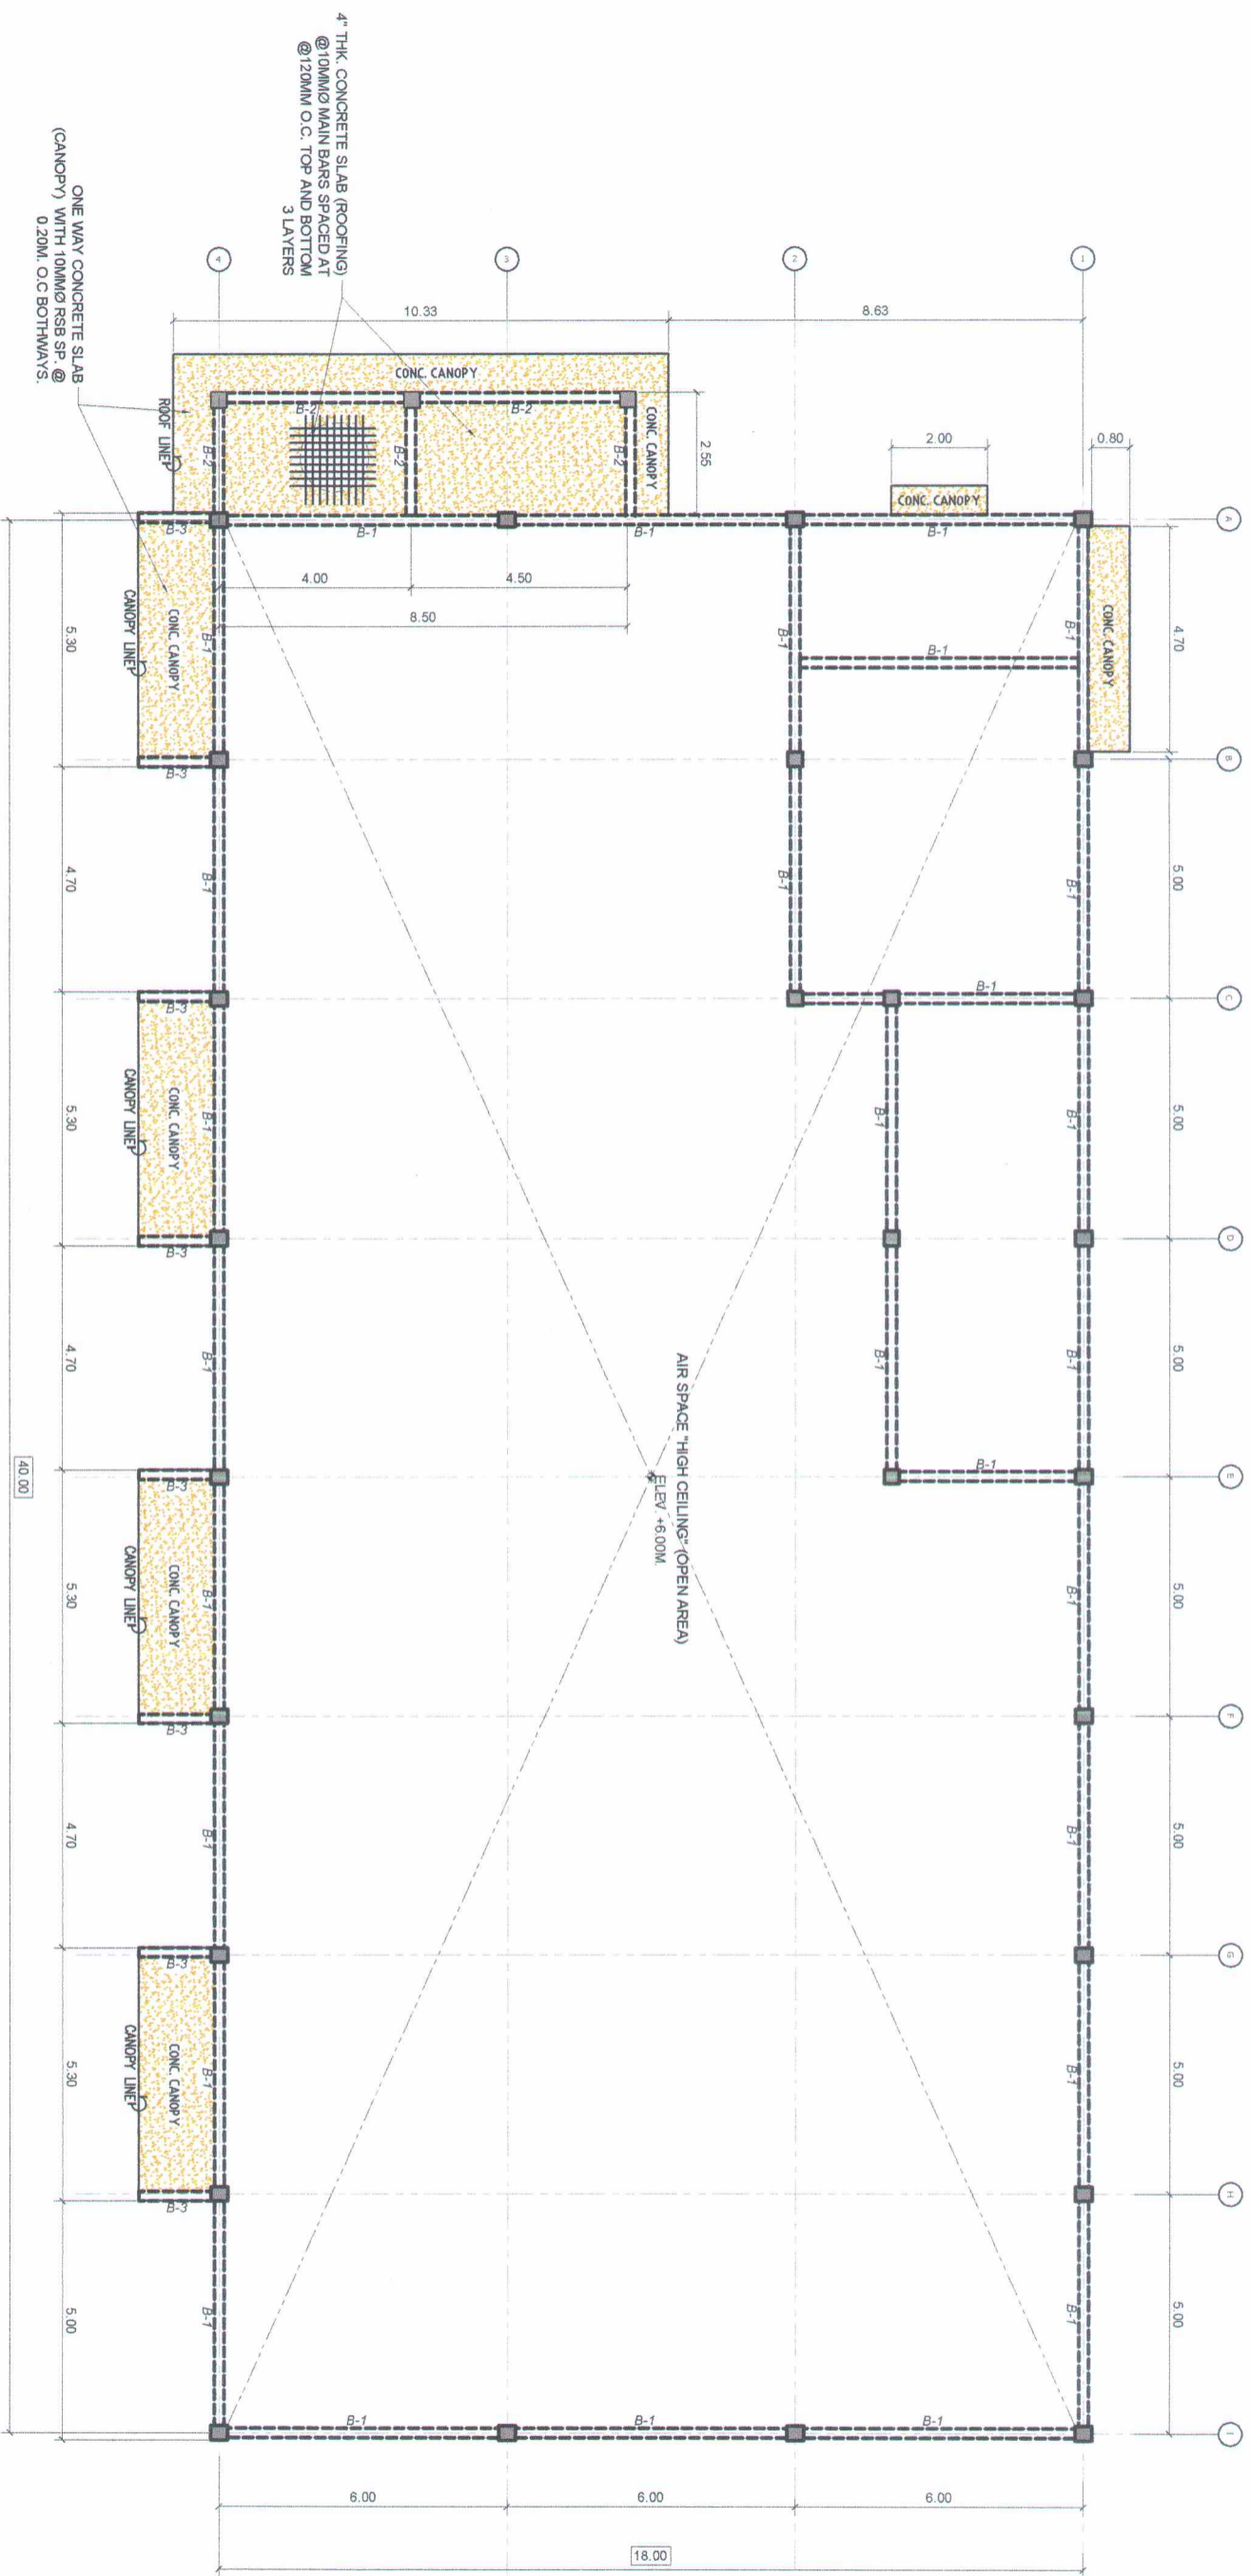 A
B
C
D
E
F
G
H
I
4.70
5.00
5.00
5.00
5.00
5.00
5.00
5.00
0.80
CONC. CANOPY
1
B-1
B-1
B-1
B-1
B-1
B-1
B-1
B-1
8.63
2.00
CONC. CANOPY
B-1
B-1
B-1
B-1
B-1
6.00
B-1
B-1
2
B-1
B-1
2.55
AIR SPACE "HIGH CEILING" (OPEN AREA)
ELEV. +6.00M.
18.00
CONC. CANOPY
B-2
B-1
B-1
6.00
10.33
CONC. CANOPY
B-2
4.50
8.50
3
B-2
B-2
4.00
B-1
B-1
6.00
4" THK. CONCRETE SLAB (ROOFING)
@10MMØ MAIN BARS SPACED AT
@120MM O.C. TOP AND BOTTOM
3 LAYERS
4
B-2
B-1
B-1
B-1
B-1
B-1
B-1
B-1
B-1
ROOF LINE
B-3
CONC. CANOPY
B-3
B-3
CONC. CANOPY
B-3
B-3
CONC. CANOPY
B-3
B-3
CONC. CANOPY
B-3
CANOPY LINE
CANOPY LINE
CANOPY LINE
CANOPY LINE
ONE WAY CONCRETE SLAB
(CANOPY) WITH 10MMØ RSB SP. @
0.20M. O.C BOTHWAYS.
5.30
4.70
5.30
4.70
5.30
4.70
5.30
5.00
40.00